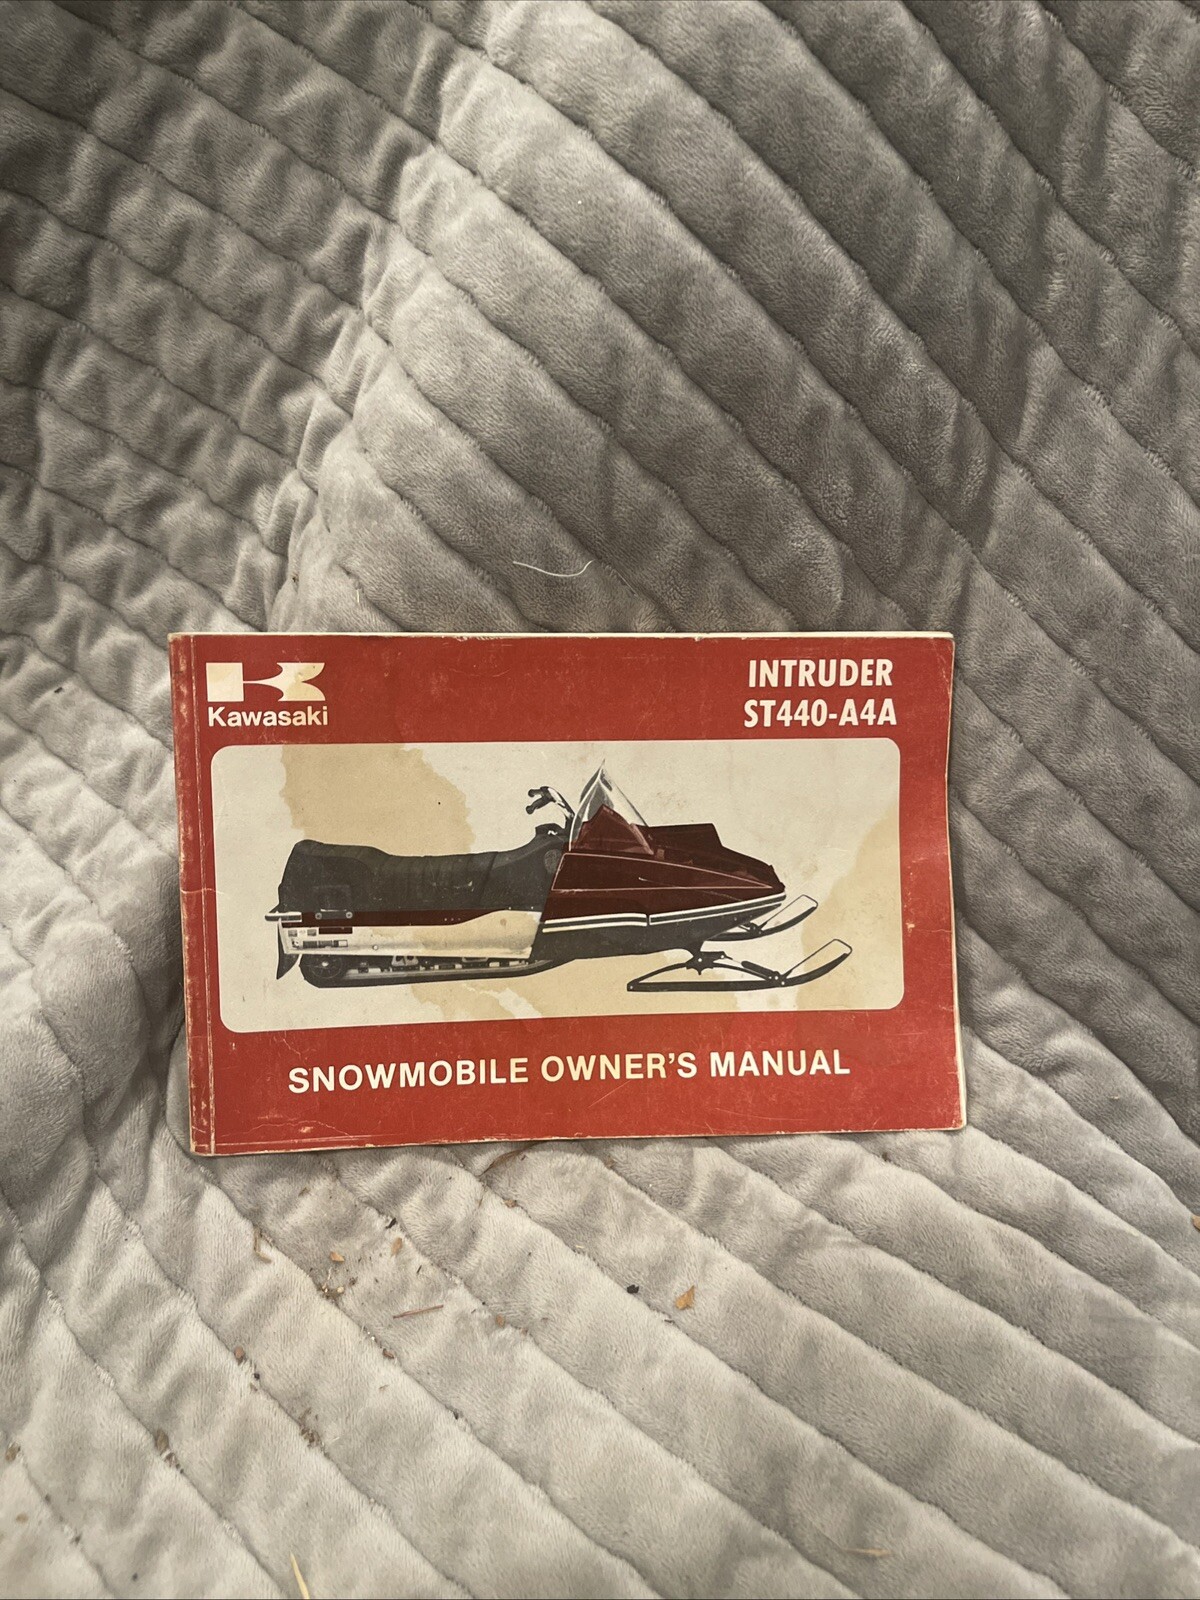 Kawasaki
INTRUDER
ST440-A4A
SNOWMOBILE OWNER'S MANUAL